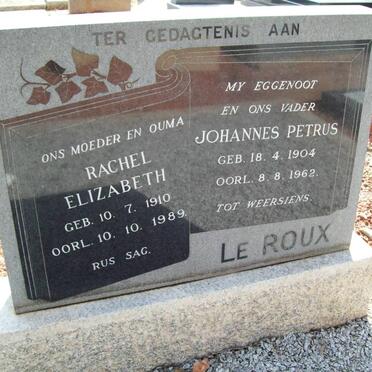 TER GEDAGTENIS AAN
ONS MOEDER EN OUMA
RACHEL
ELIZABETH
GEB. 10. 7. 1910
OORL. 10. 10. 1989
RUS SAG.
MY EGGENOOT
EN ONS VADER
JOHANNES PETRUS
GEB. 18. 4. 1904
OORL. 8. 8. 1962.
TOT WEERSIENS.
LE ROUX